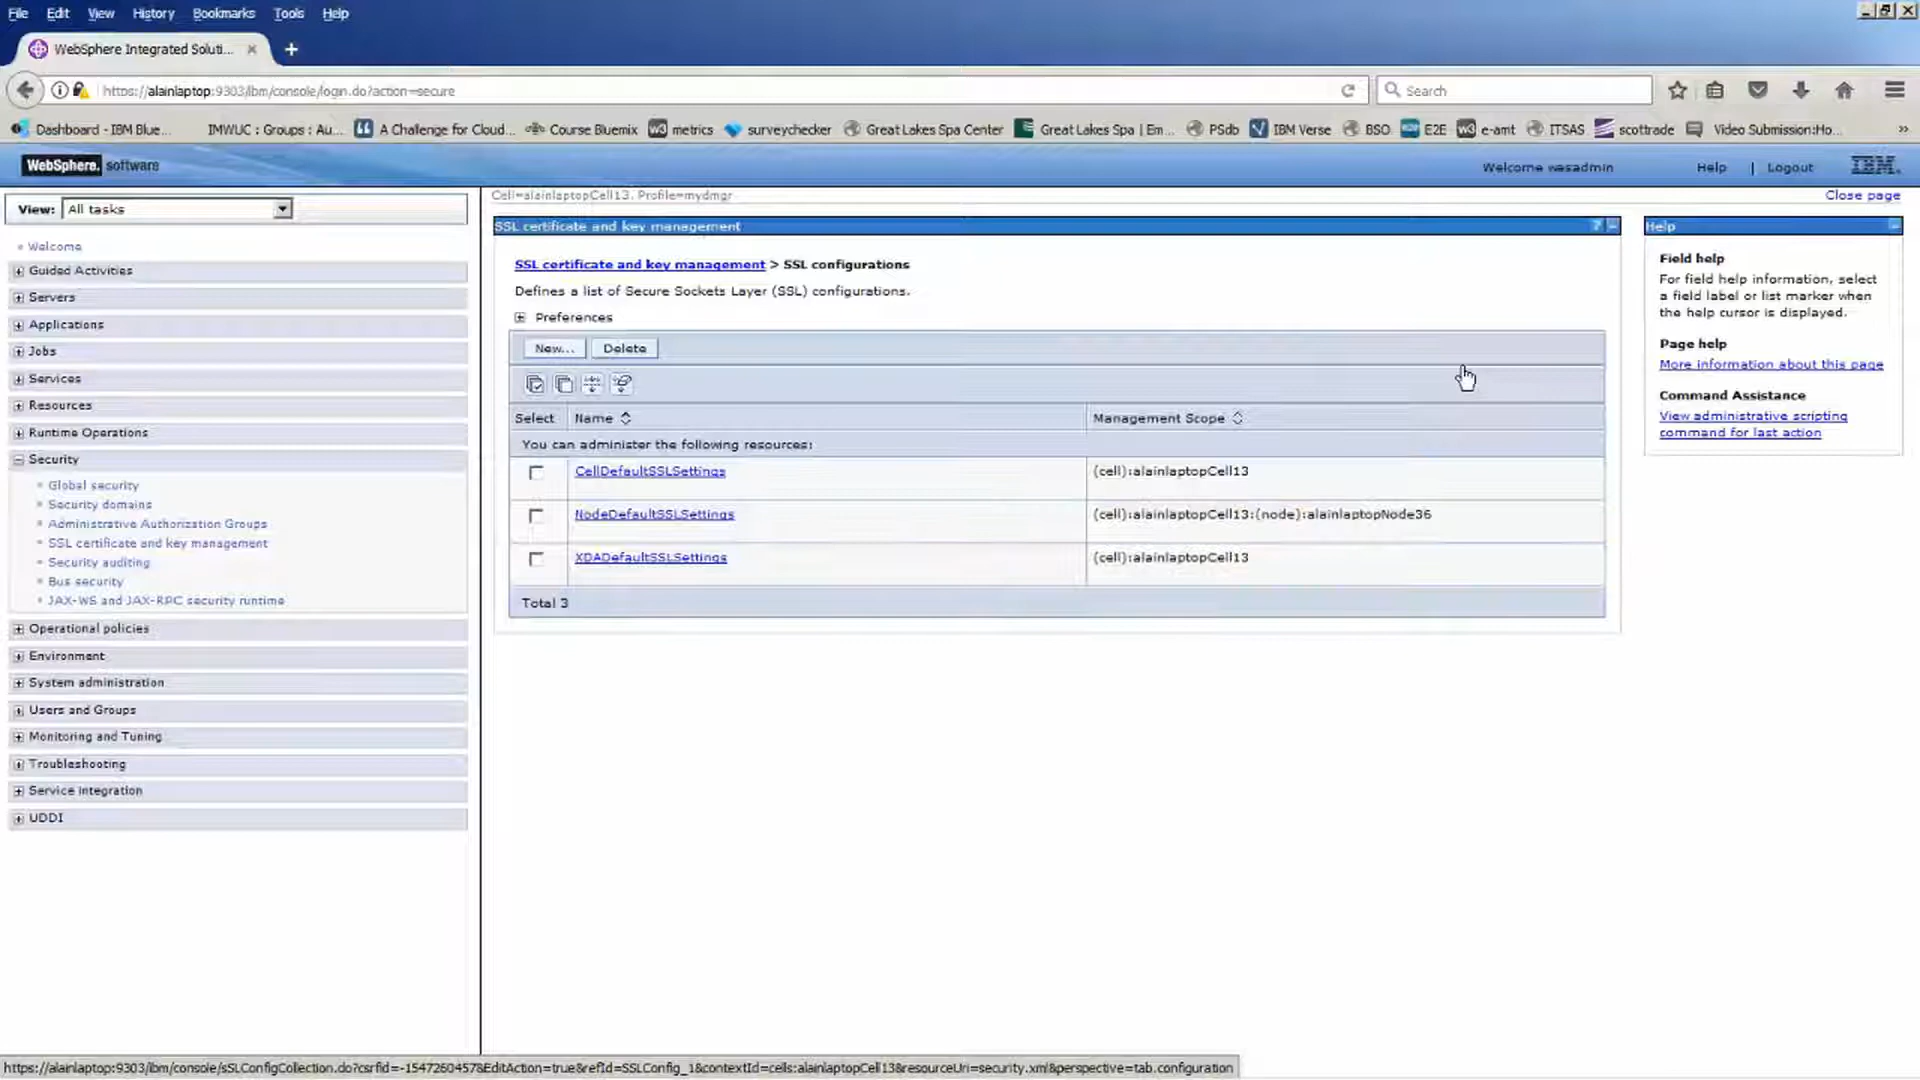 File Edit View History Bookmarks Tools Help
WebSphere Integrated Soluti...
https://alainlaptop:9303/ibm/console/login.do?action=secure
Search
Dashboard - IBM Blue... IMWUC : Groups : Au... A Challenge for Cloud... Course Bluemix metrics surveychecker Great Lakes Spa Center Great Lakes Spa | Em... PSdb IBM Verse BSO E2E e-amt ITSAS scottrade Video Submission:Ho...
WebSphere. software
Welcome wasadmin Help | Logout IBM.
View: All tasks
Welcome
Guided Activities
Servers
Applications
Jobs
Services
Resources
Runtime Operations
Security
Global security
Security domains
Administrative Authorization Groups
SSL certificate and key management
Security auditing
Bus security
JAX-WS and JAX-RPC security runtime
Operational policies
Environment
System administration
Users and Groups
Monitoring and Tuning
Troubleshooting
Service integration
UDDI
Cell=alainlaptopCell13, Profile=mydmgr
Close page
SSL certificate and key management
SSL certificate and key management > SSL configurations
Defines a list of Secure Sockets Layer (SSL) configurations.
Preferences
New... Delete
Select Name Management Scope
You can administer the following resources:
CellDefaultSSLSettings (cell):alainlaptopCell13
NodeDefaultSSLSettings (cell):alainlaptopCell13:(node):alainlaptopNode36
XDADefaultSSLSettings (cell):alainlaptopCell13
Total 3
Help
Field help
For field help information, select
a field label or list marker when
the help cursor is displayed.
Page help
More information about this page
Command Assistance
View administrative scripting
command for last action
https://alainlaptop:9303/ibm/console/sSLConfigCollection.do?csrfid=-1547260457&EditAction=true&refId=SSLConfig_1&contextId=cells:alainlaptopCell13&resourceUri=security.xml&perspective=tab.configuration